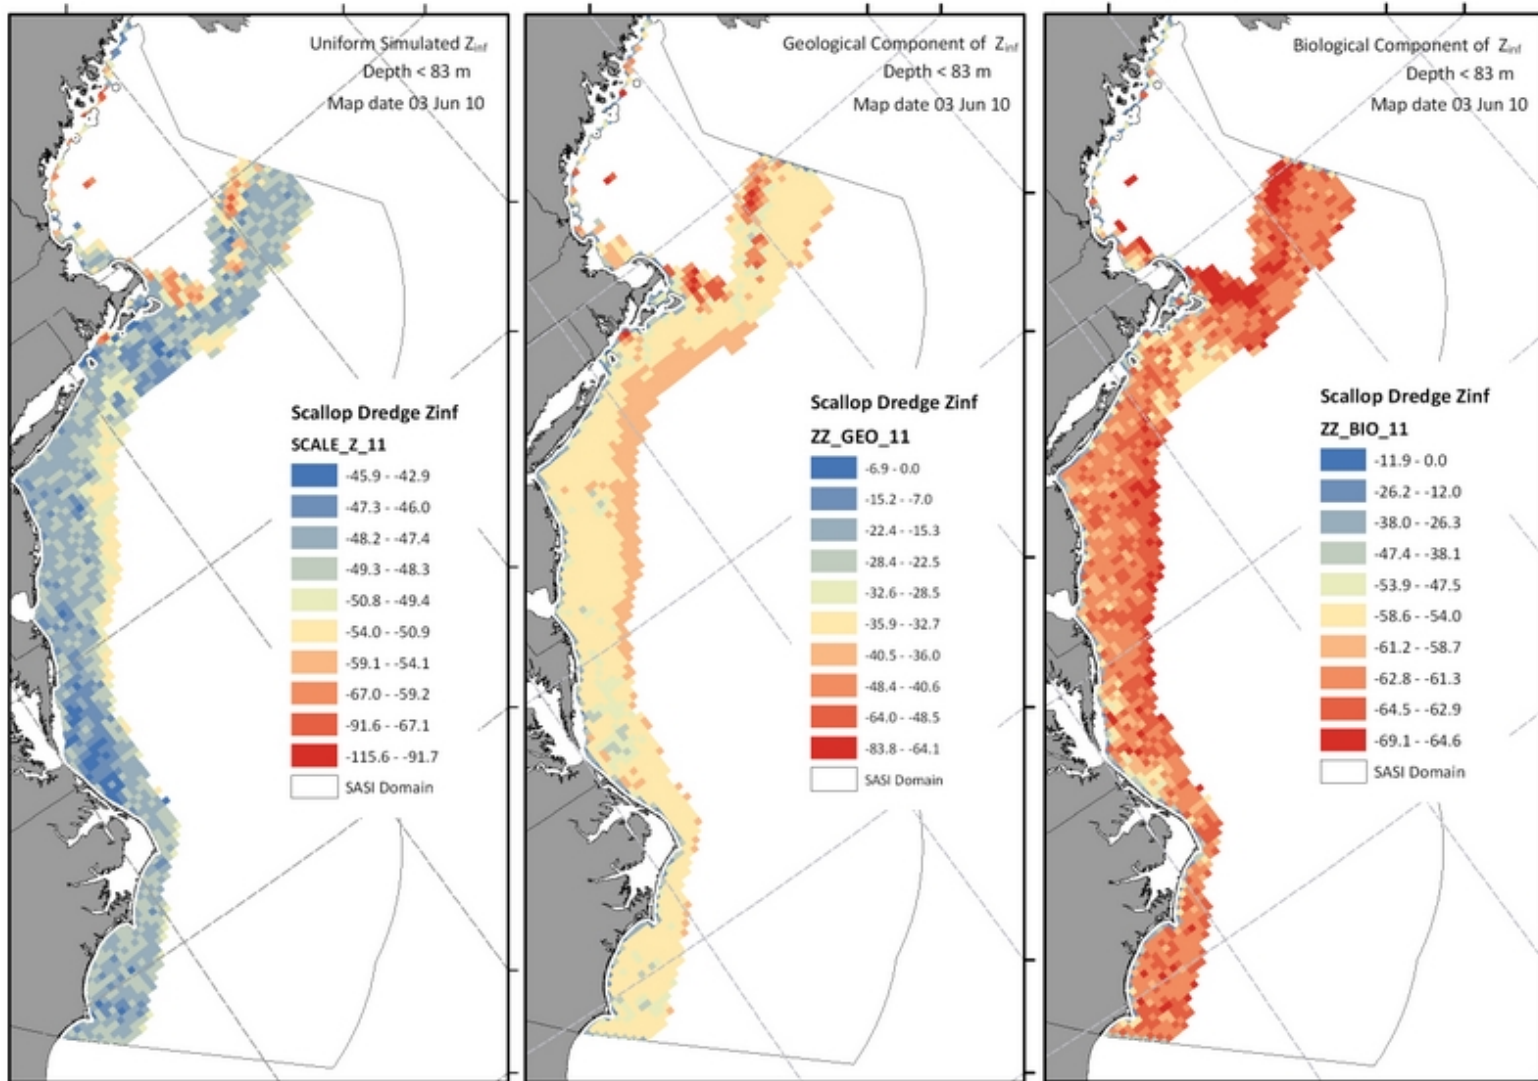 Uniform Simulated Zinf
Depth < 83 m
Map date 03 Jun 10
Scallop Dredge Zinf
SCALE_Z_11
-45.9 - -42.9
-47.3 - -46.0
-48.2 - -47.4
-49.3 - -48.3
-50.8 - -49.4
-54.0 - -50.9
-59.1 - -54.1
-67.0 - -59.2
-91.6 - -67.1
-115.6 - -91.7
SASI Domain
Geological Component of Zinf
Depth < 83 m
Map date 03 Jun 10
Scallop Dredge Zinf
ZZ_GEO_11
-6.9 - 0.0
-15.2 - -7.0
-22.4 - -15.3
-28.4 - -22.5
-32.6 - -28.5
-35.9 - -32.7
-40.5 - -36.0
-48.4 - -40.6
-64.0 - -48.5
-83.8 - -64.1
SASI Domain
Biological Component of Zinf
Depth < 83 m
Map date 03 Jun 10
Scallop Dredge Zinf
ZZ_BIO_11
-11.9 - 0.0
-26.2 - -12.0
-38.0 - -26.3
-47.4 - -38.1
-53.9 - -47.5
-58.6 - -54.0
-61.2 - -58.7
-62.8 - -61.3
-64.5 - -62.9
-69.1 - -64.6
SASI Domain